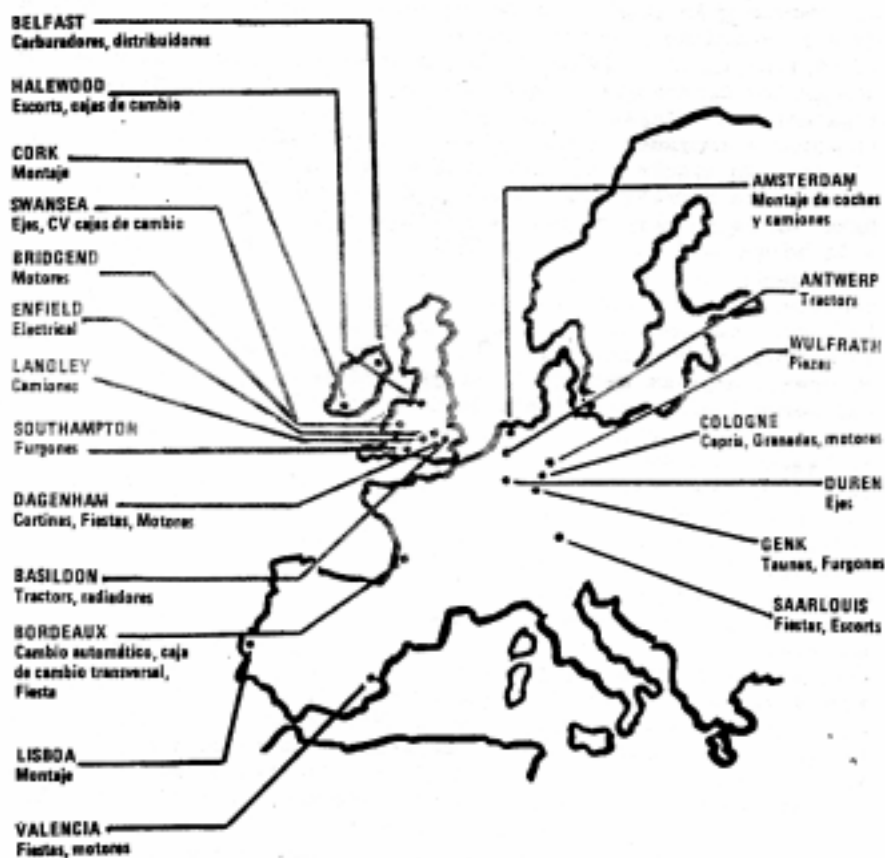 BELFAST
Carburadores, distribuidores
HALEWOOD
Escorts, cajas de cambio
CORK
Montaje
SWANSEA
Ejes, CV cajas de cambio
BRIDGEND
Motores
ENFIELD
Electrical
LANGLEY
Camiones
SOUTHAMPTON
Furgones
DAGENHAM
Cortinas, Fiestas, Motores
BASILDON
Tractors, radiadores
BORDEAUX
Cambio automático, caja
de cambio transversal,
Fiesta
LISBOA
Montaje
VALENCIA
Fiestas, motores
AMSTERDAM
Montaje de coches
y camiones
ANTWERP
Tractors
WULFRATH
Piezas
COLOGNE
Capris, Granadas, motores
DUREN
Ejes
GENK
Taunus, Furgones
SAARLOUIS
Fiestas, Escorts